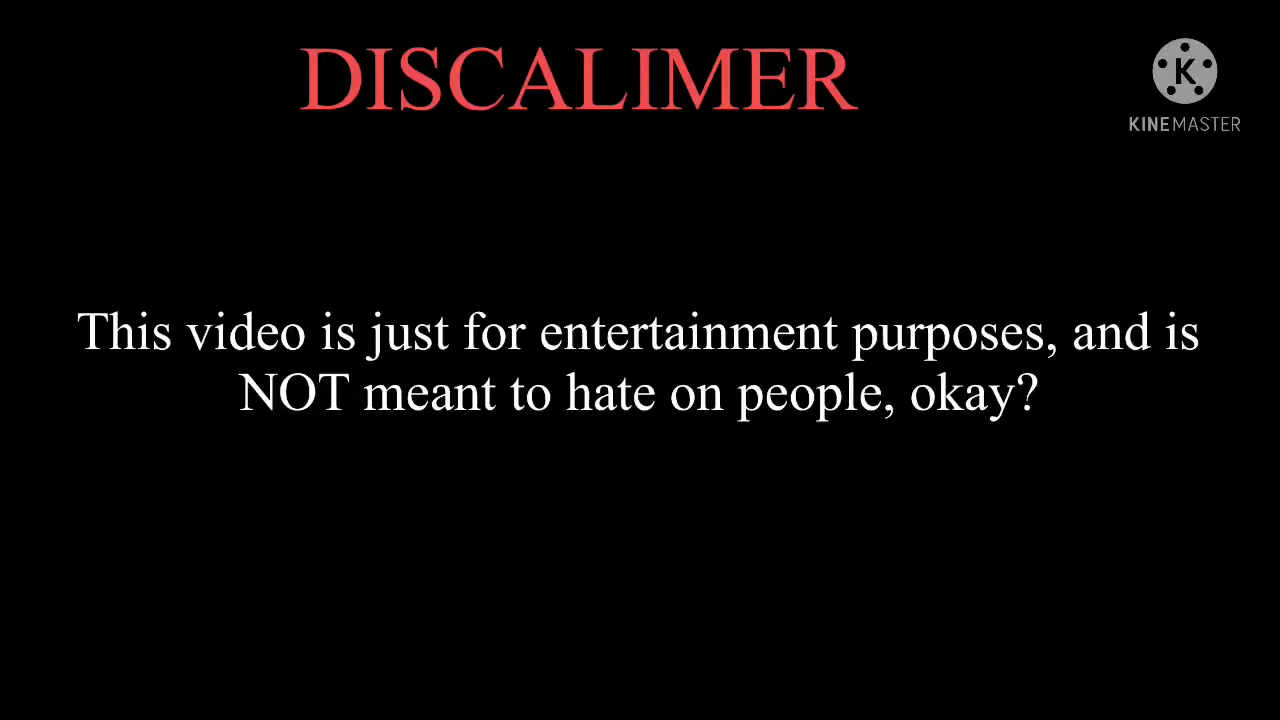 DISCALIMER
K
KINEMASTER
This video is just for entertainment purposes, and is
NOT meant to hate on people, okay?